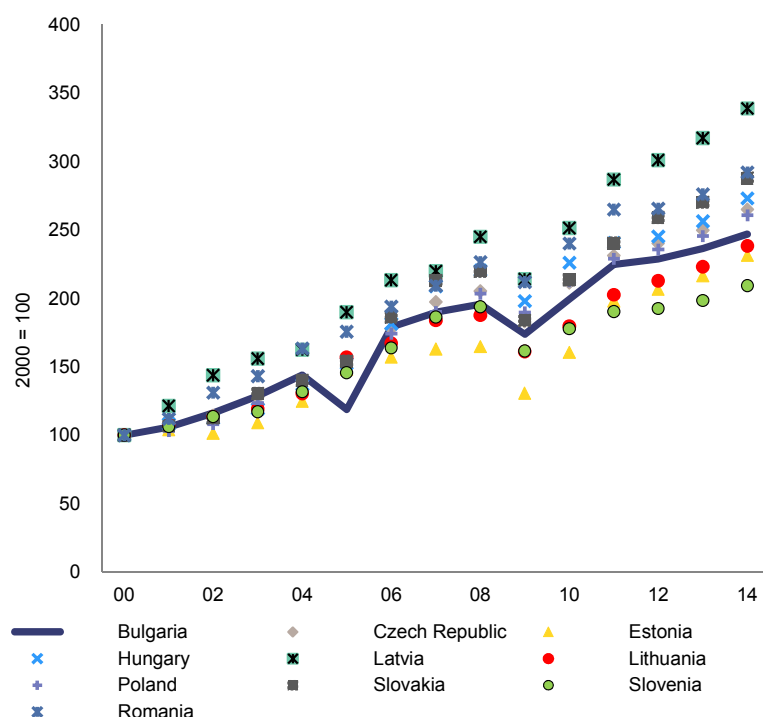 400
350
300
250
200
150
100
50
0
2000 = 100
00 02 04 06 08 10 12 14
Bulgaria Czech Republic Estonia
Hungary Latvia Lithuania
Poland Slovakia Slovenia
Romania